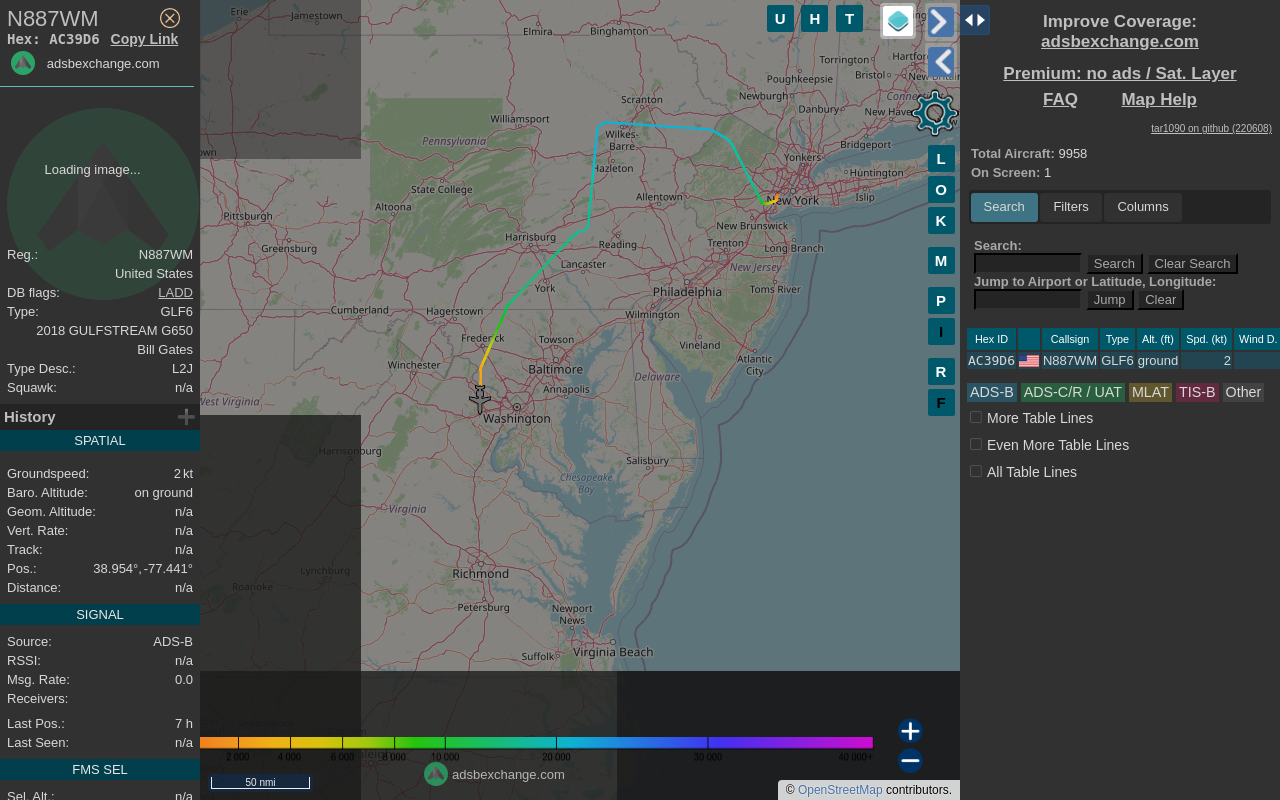 N887WM
Hex: AC39D6 Copy Link
adsbexchange.com
Loading image...
Reg.: N887WM
United States
DB flags: LADD
Type: GLF6
2018 GULFSTREAM G650
Bill Gates
Type Desc.: L2J
Squawk: n/a
History
SPATIAL
Groundspeed: 2 kt
Baro. Altitude: on ground
Geom. Altitude: n/a
Vert. Rate: n/a
Track: n/a
Pos.: 38.954°, -77.441°
Distance: n/a
SIGNAL
Source: ADS-B
RSSI: n/a
Msg. Rate: 0.0
Receivers:
Last Pos.: 7 h
Last Seen: n/a
FMS SEL
Sel. Alt.: n/a
U H T
L
O
K
M
P
I
R
F
Erie
Jamestown
Elmira
Binghamton
Torrington
Hartfor
Bristol
New Britain
Poughkeepsie
Scranton
Newburgh
Danbury
Connecticut
New Haven
Williamsport
Wilkes-
Barre
Pennsylvania
Bridgeport
Yonkers
Hazleton
Huntington
State College
Allentown
New York
Islip
Altoona
Pittsburgh
New Brunswick
Harrisburg
Reading
Trenton
Long Branch
Greensburg
Lancaster
New Jersey
York
Philadelphia
Toms River
Cumberland
Hagerstown
Wilmington
Frederick
Towson
Vineland
Atlantic
City
Winchester
Baltimore
Delaware
Annapolis
West Virginia
Washington
Harrisonburg
Salisbury
Chesapeake
Bay
Virginia
Richmond
Lynchburg
Roanoke
Petersburg
Newport
News
Virginia Beach
Suffolk
2 000 4 000 6 000 8 000 10 000 20 000 30 000 40 000+
adsbexchange.com
50 nmi
© OpenStreetMap contributors.
Improve Coverage:
adsbexchange.com
Premium: no ads / Sat. Layer
FAQ Map Help
tar1090 on github (220608)
Total Aircraft: 9958
On Screen: 1
Search Filters Columns
Search:
Search Clear Search
Jump to Airport or Latitude, Longitude:
Jump Clear
Hex ID Callsign Type Alt. (ft) Spd. (kt) Wind D.
AC39D6 N887WM GLF6 ground 2
ADS-B ADS-C/R / UAT MLAT TIS-B Other
More Table Lines
Even More Table Lines
All Table Lines